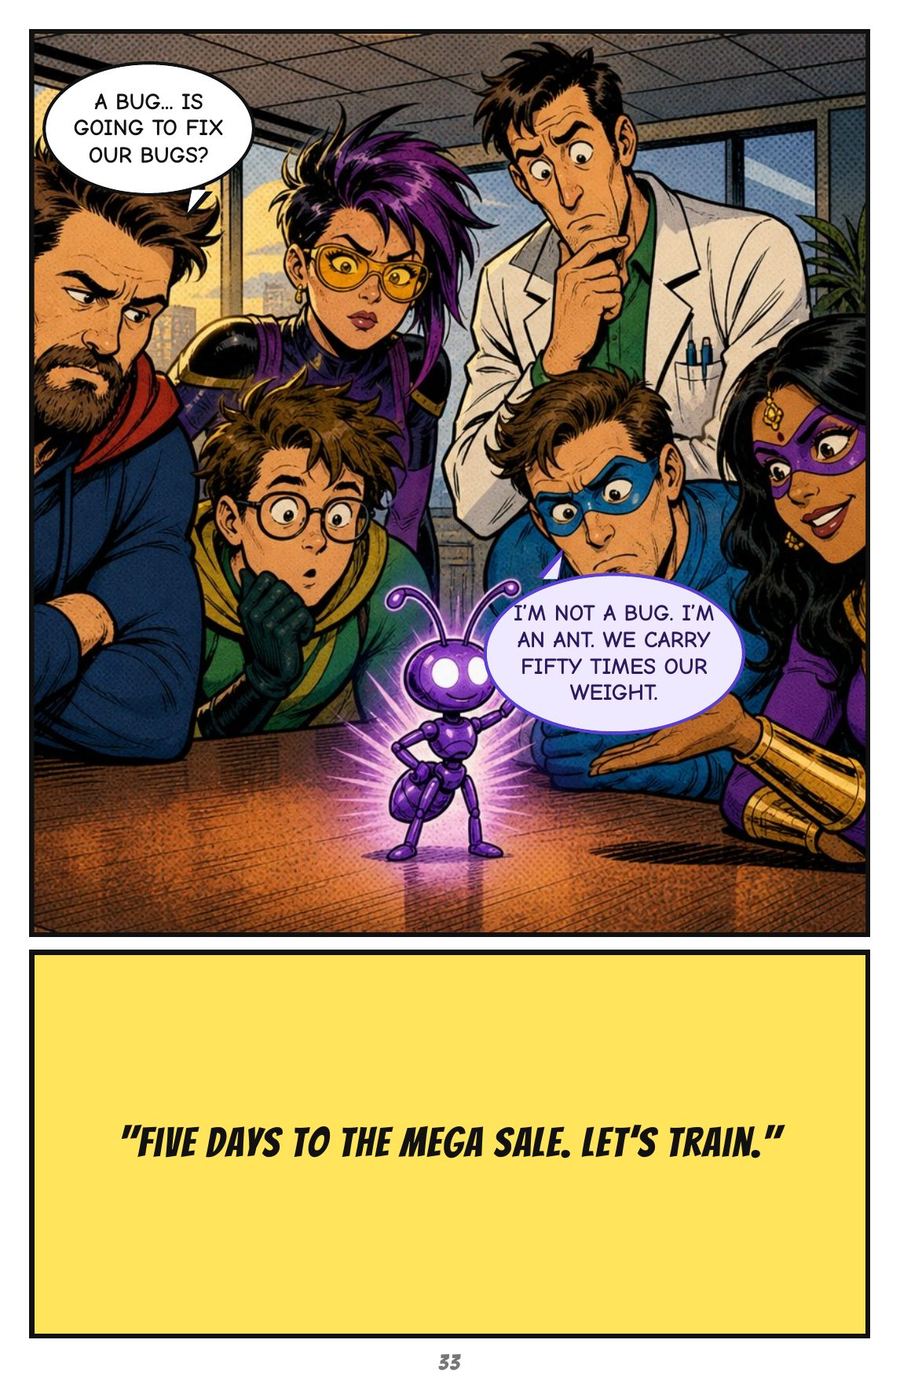 A BUG... IS
GOING TO FIX
OUR BUGS?
I'M NOT A BUG. I'M
AN ANT. WE CARRY
FIFTY TIMES OUR
WEIGHT.
"FIVE DAYS TO THE MEGA SALE. LET'S TRAIN."
33